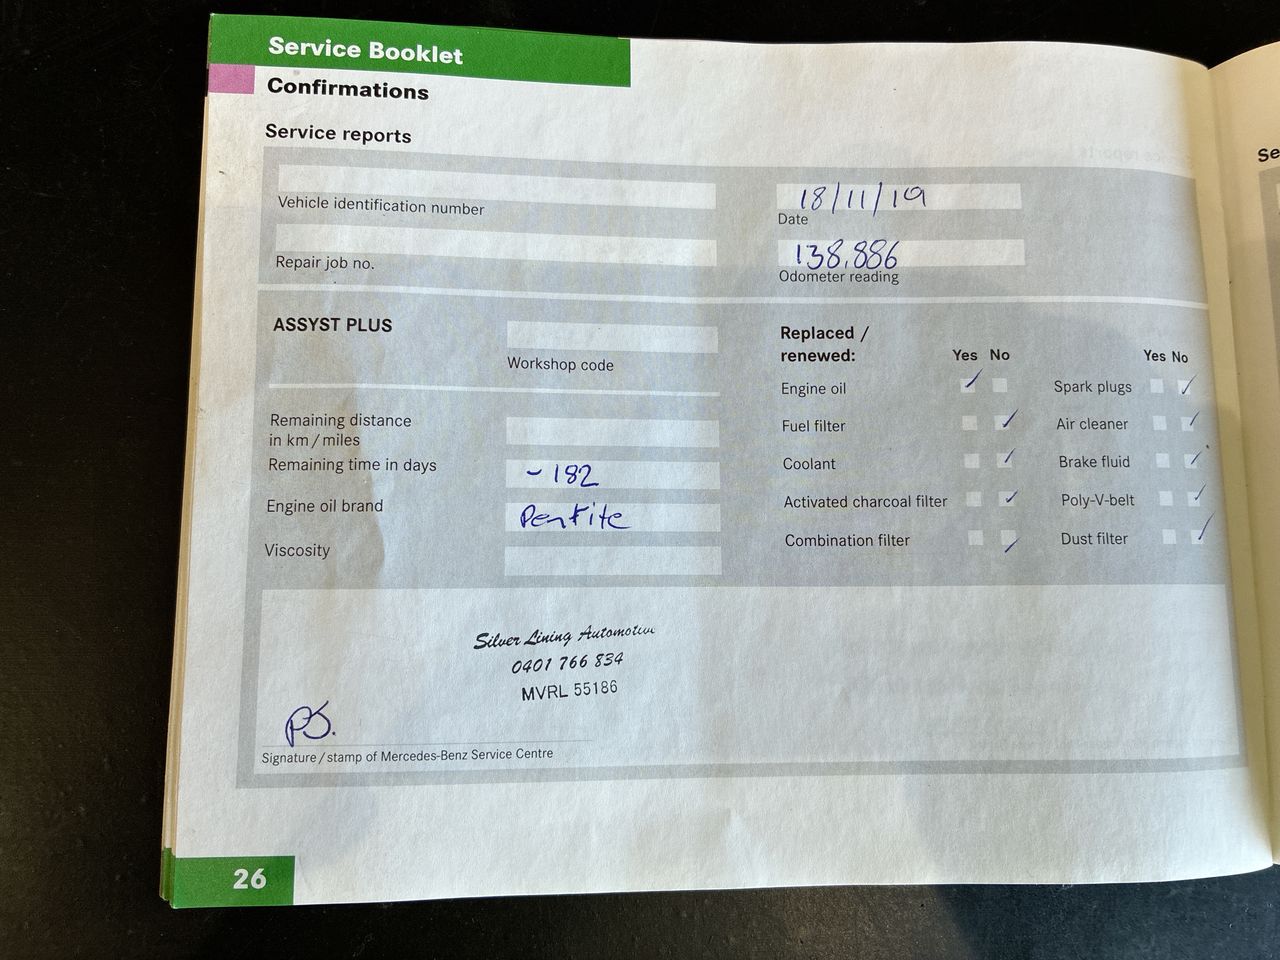 Service Booklet
Confirmations
Service reports
Vehicle identification number
18/11/19
Date
Repair job no.
138,886
Odometer reading
ASSYST PLUS
Workshop code
Replaced /
renewed:
Yes No
Yes No
Engine oil
Spark plugs
Remaining distance
in km / miles
Fuel filter
Air cleaner
Remaining time in days
- 182
Coolant
Brake fluid
Engine oil brand
Penrite
Activated charcoal filter
Poly-V-belt
Viscosity
Combination filter
Dust filter
Silver Lining Automotive
0401 766 834
MVRL 55186
PS.
Signature / stamp of Mercedes-Benz Service Centre
26
Se